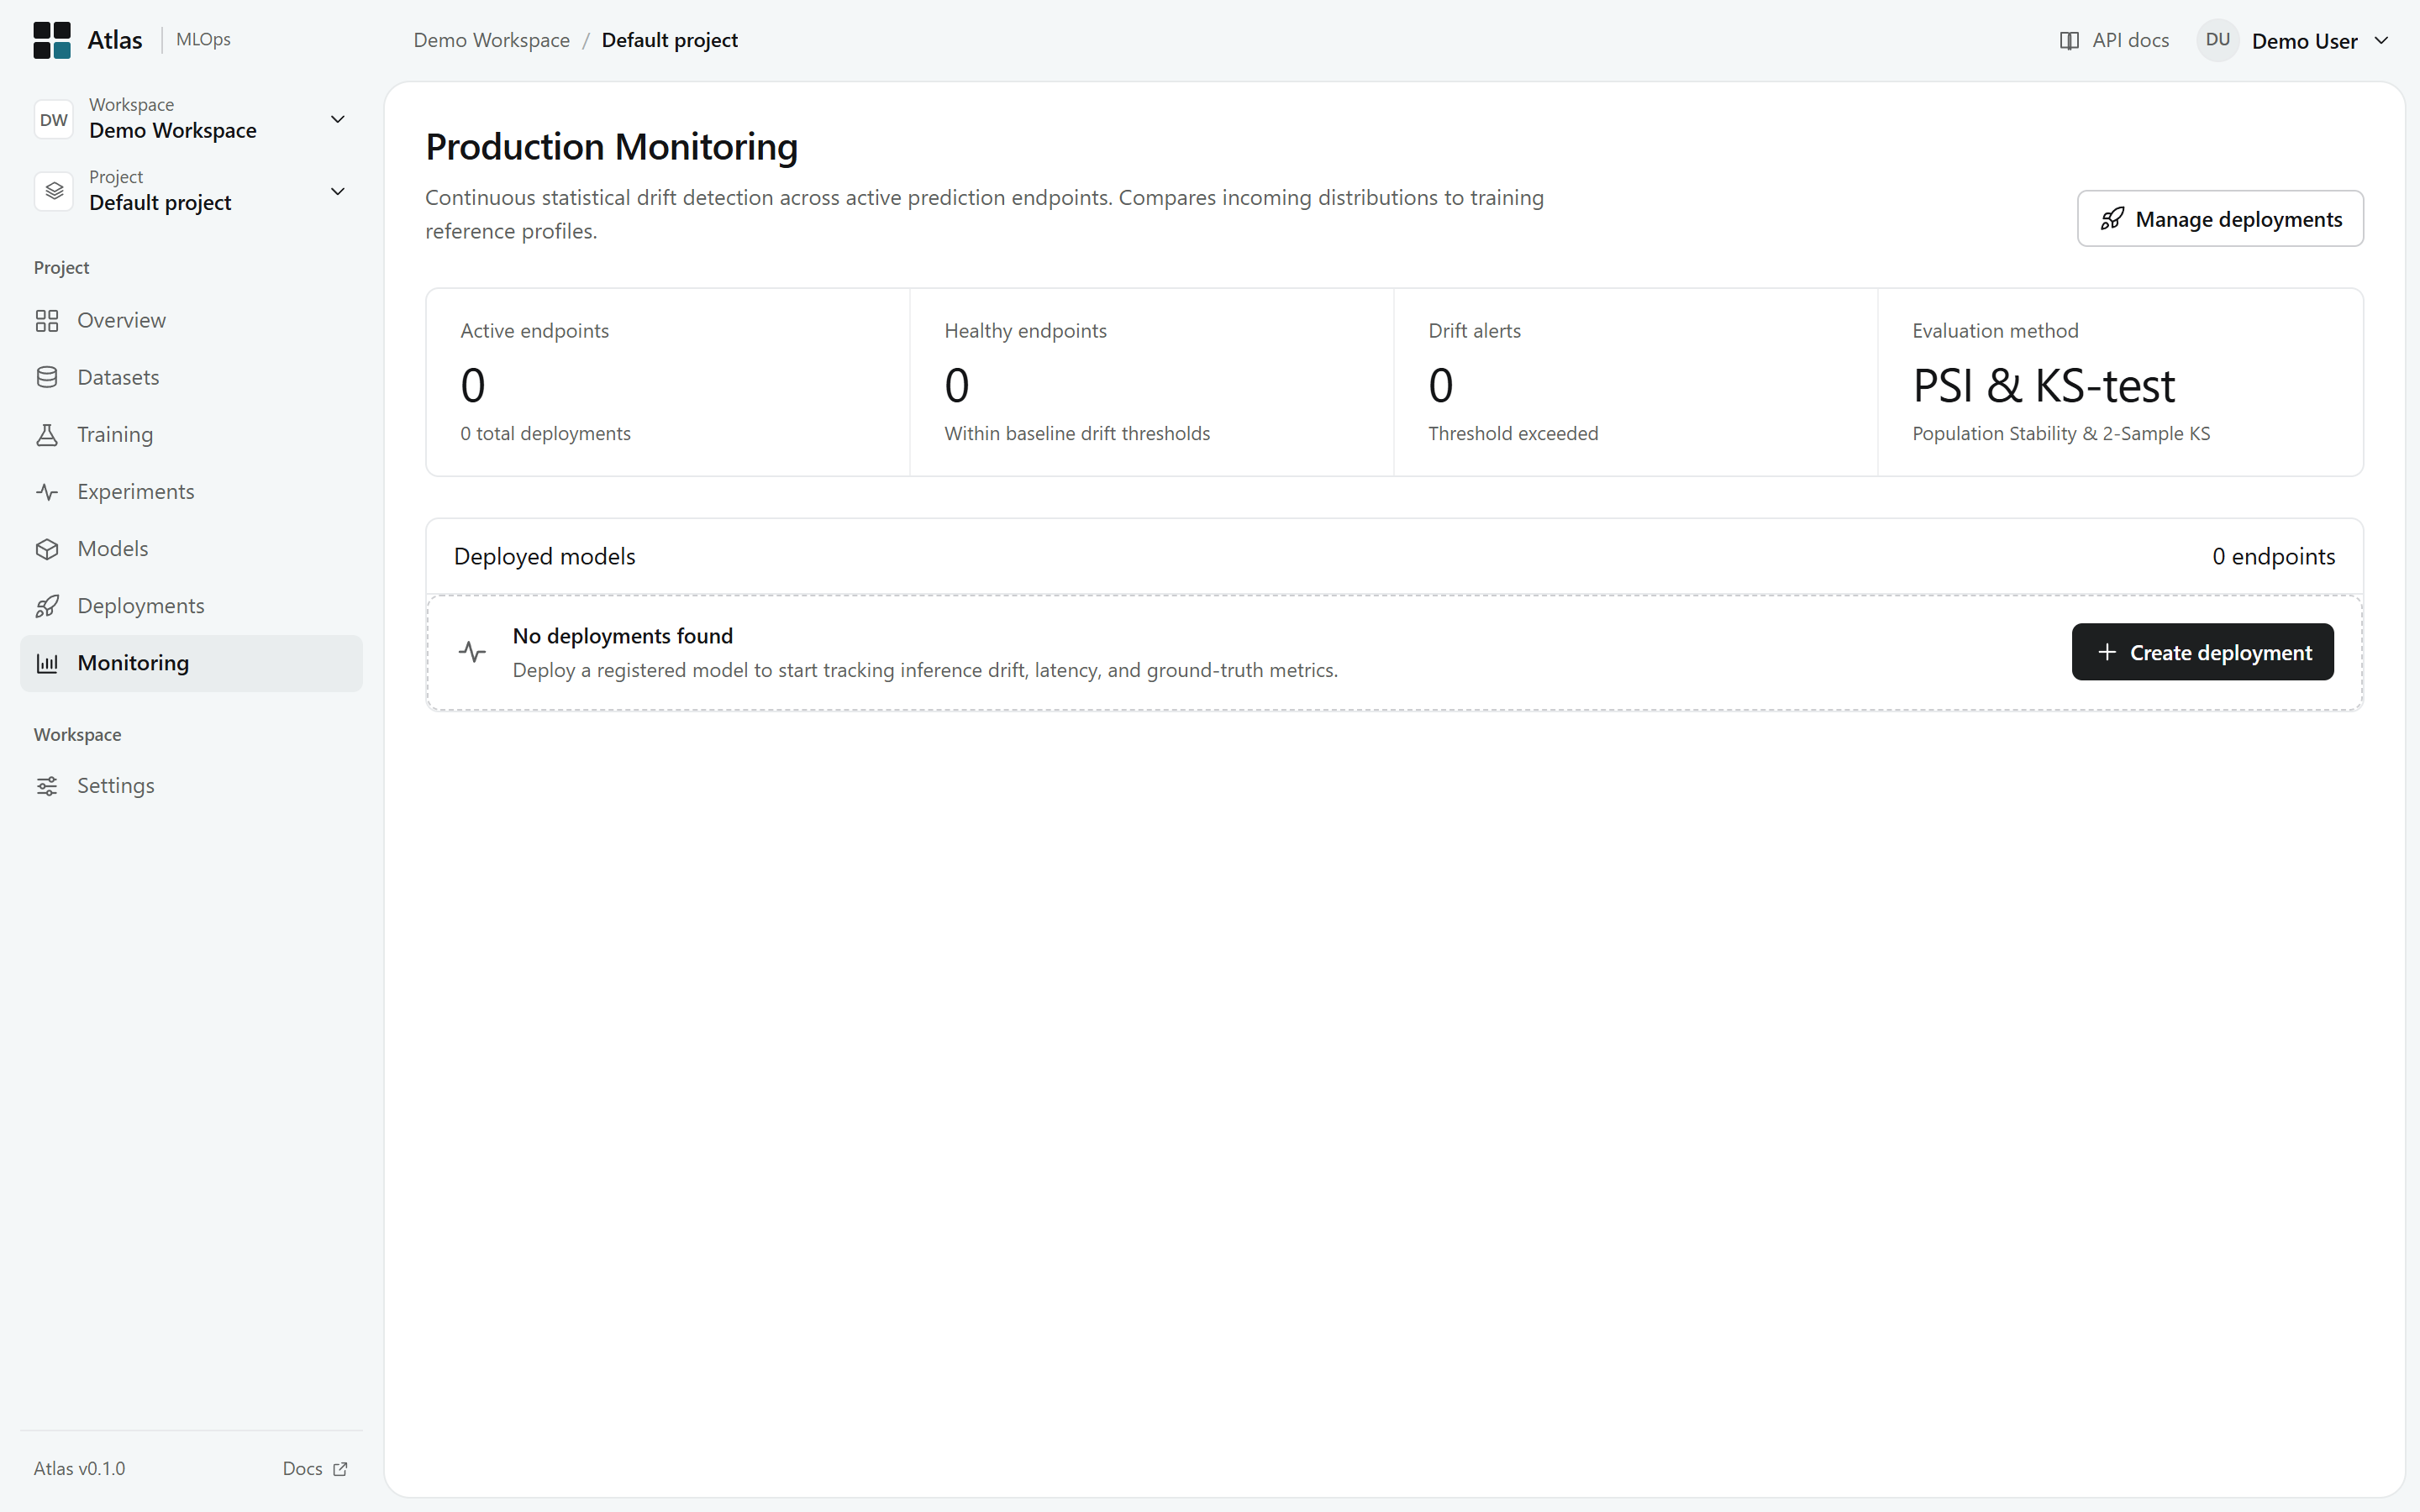 Atlas
MLOps
Demo Workspace / Default project
API docs
DU
Demo User
DW
Workspace
Demo Workspace
Project
Default project
Project
Overview
Datasets
Training
Experiments
Models
Deployments
Monitoring
Workspace
Settings
Atlas v0.1.0
Docs
Production Monitoring
Continuous statistical drift detection across active prediction endpoints. Compares incoming distributions to training
reference profiles.
Manage deployments
Active endpoints
0
0 total deployments
Healthy endpoints
0
Within baseline drift thresholds
Drift alerts
0
Threshold exceeded
Evaluation method
PSI & KS-test
Population Stability & 2-Sample KS
Deployed models
0 endpoints
No deployments found
Deploy a registered model to start tracking inference drift, latency, and ground-truth metrics.
Create deployment